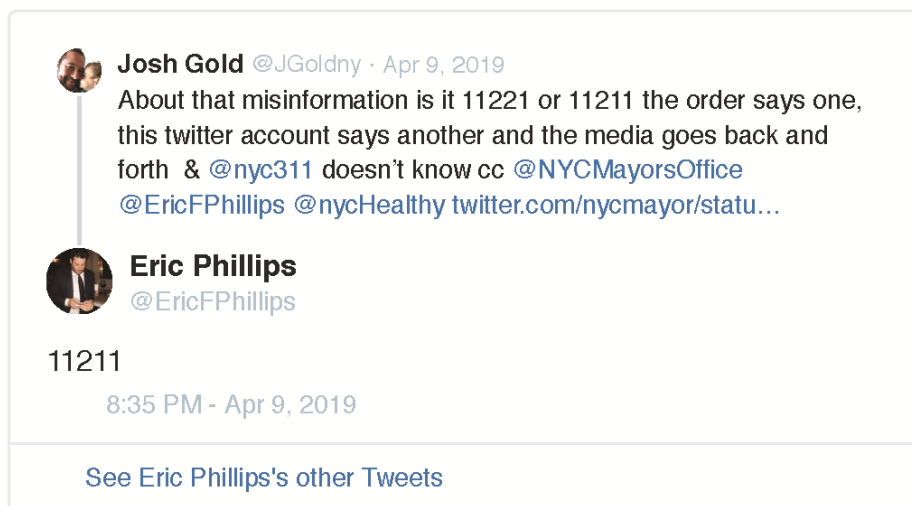 Josh Gold @JGoldny · Apr 9, 2019
About that misinformation is it 11221 or 11211 the order says one,
this twitter account says another and the media goes back and
forth & @nyc311 doesn’t know cc @NYCMayorsOffice
@EricFPhillips @nycHealthy twitter.com/nycmayor/statu…
Eric Phillips
@EricFPhillips
11211
8:35 PM - Apr 9, 2019
See Eric Phillips's other Tweets